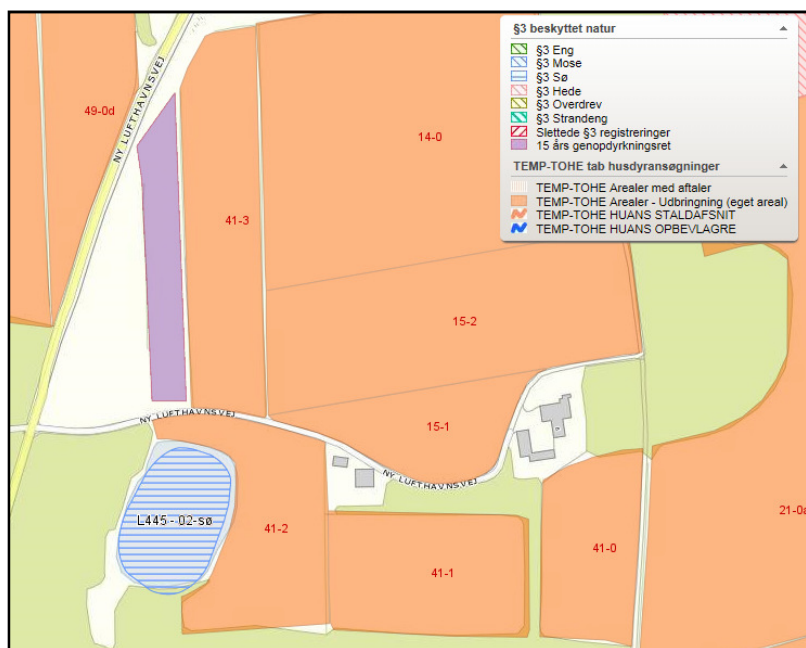 §3 beskyttet natur
§3 Eng
§3 Mose
§3 Sø
§3 Hede
§3 Overdrev
§3 Strandeng
Slettede §3 registreringer
15 års genopdyrkningsret
TEMP-TOHE tab husdyransøgninger
TEMP-TOHE Arealer med aftaler
TEMP-TOHE Arealer - Udbringning (eget areal)
TEMP-TOHE HUANS STALDAFSNIT
TEMP-TOHE HUANS OPBEVLAGRE
49-0d
NY LUFTHAVNSVEJ
14-0
41-3
15-2
NY LUFTHAVNSVEJ
15-1
NY LUFTHAVNSVEJ
L445 - 02-sø
41-2
41-1
41-0
21-0a